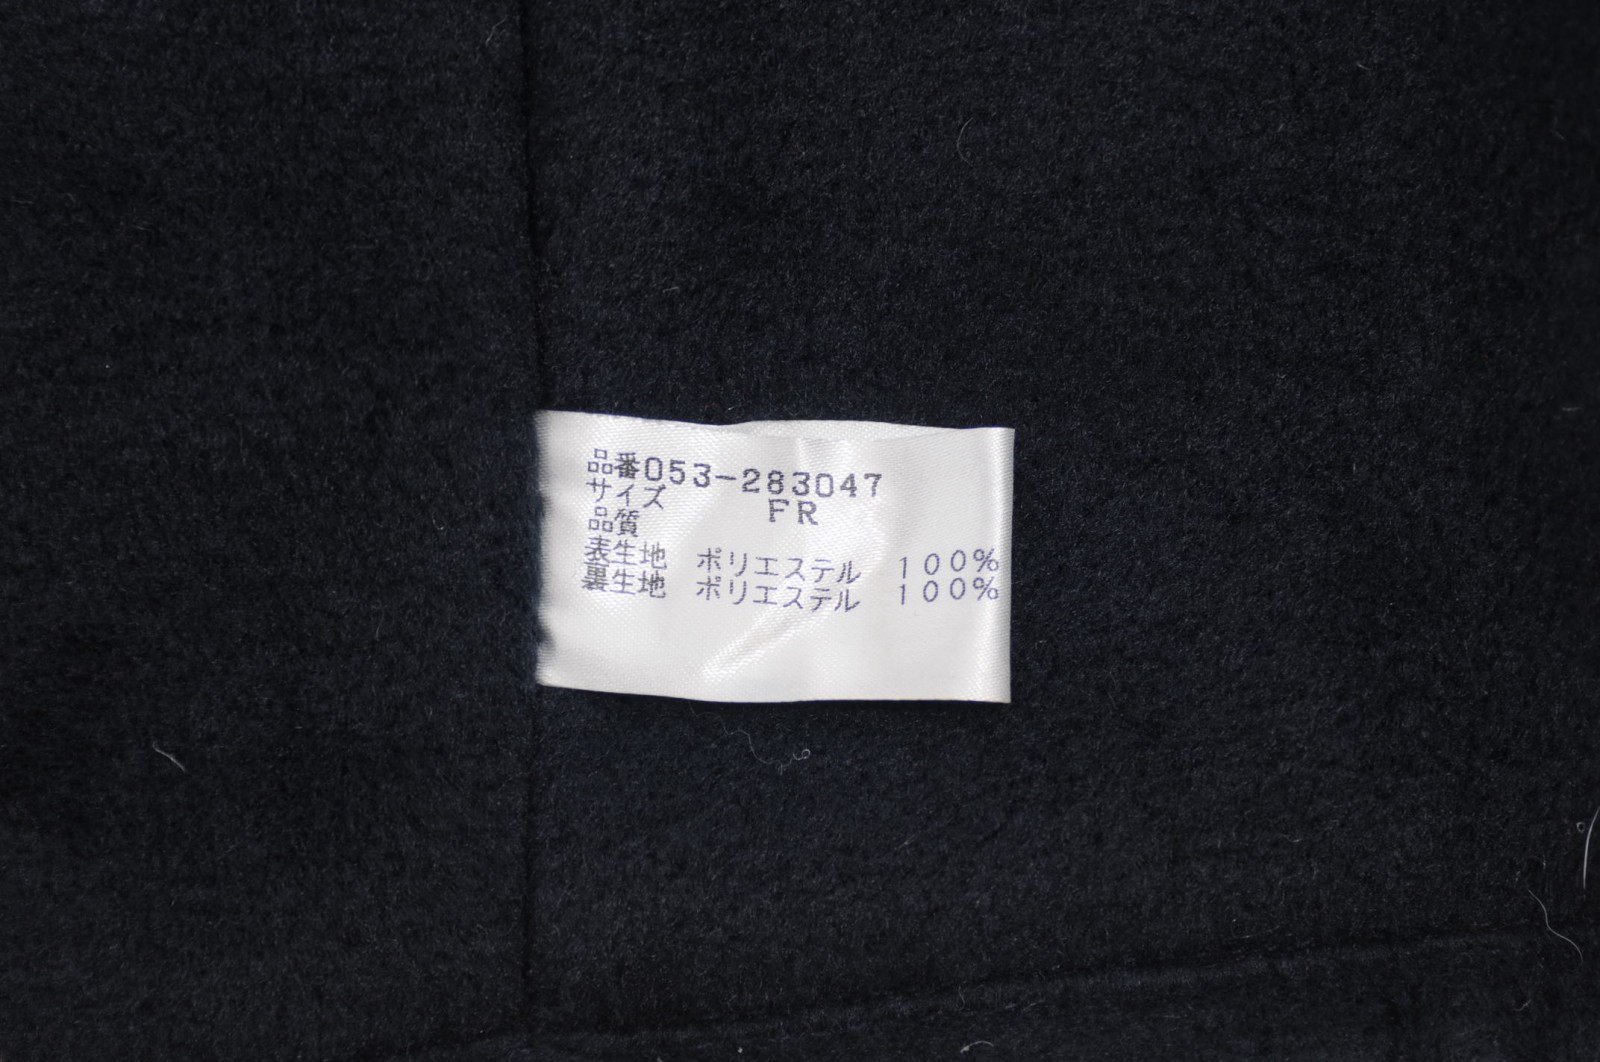 品番053-283047
サイズ FR
品質
表生地 ポリエステル 100%
裏生地 ポリエステル 100%